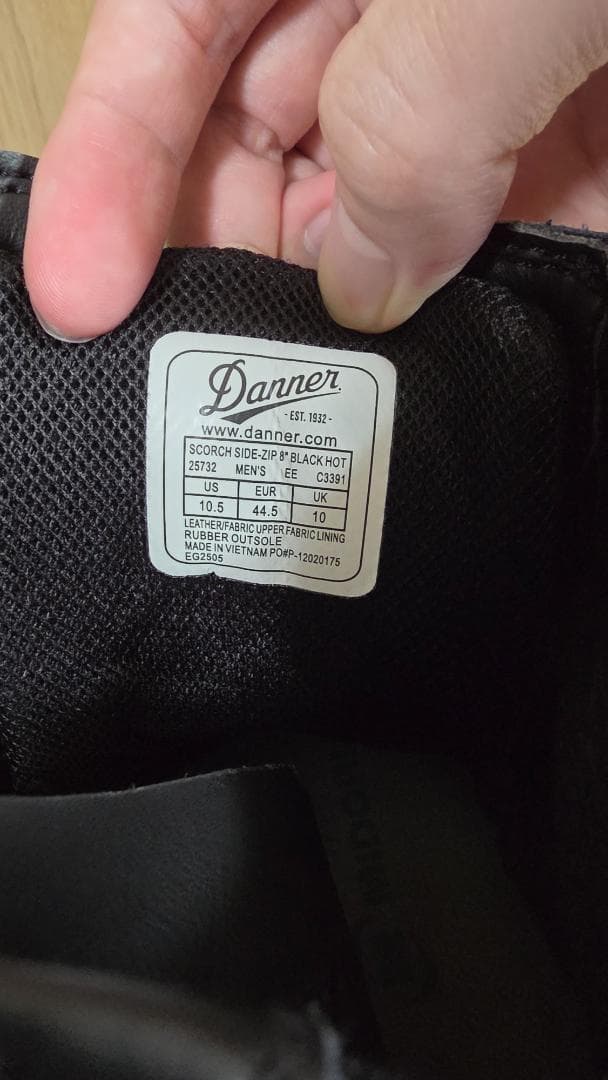 Danner.
- EST. 1932 -
www.danner.com
SCORCH SIDE-ZIP 8" BLACK HOT
25732 MEN'S EE C3391
US EUR UK
10.5 44.5 10
LEATHER/FABRIC UPPER FABRIC LINING
RUBBER OUTSOLE
MADE IN VIETNAM PO#P-12020175
EG2505